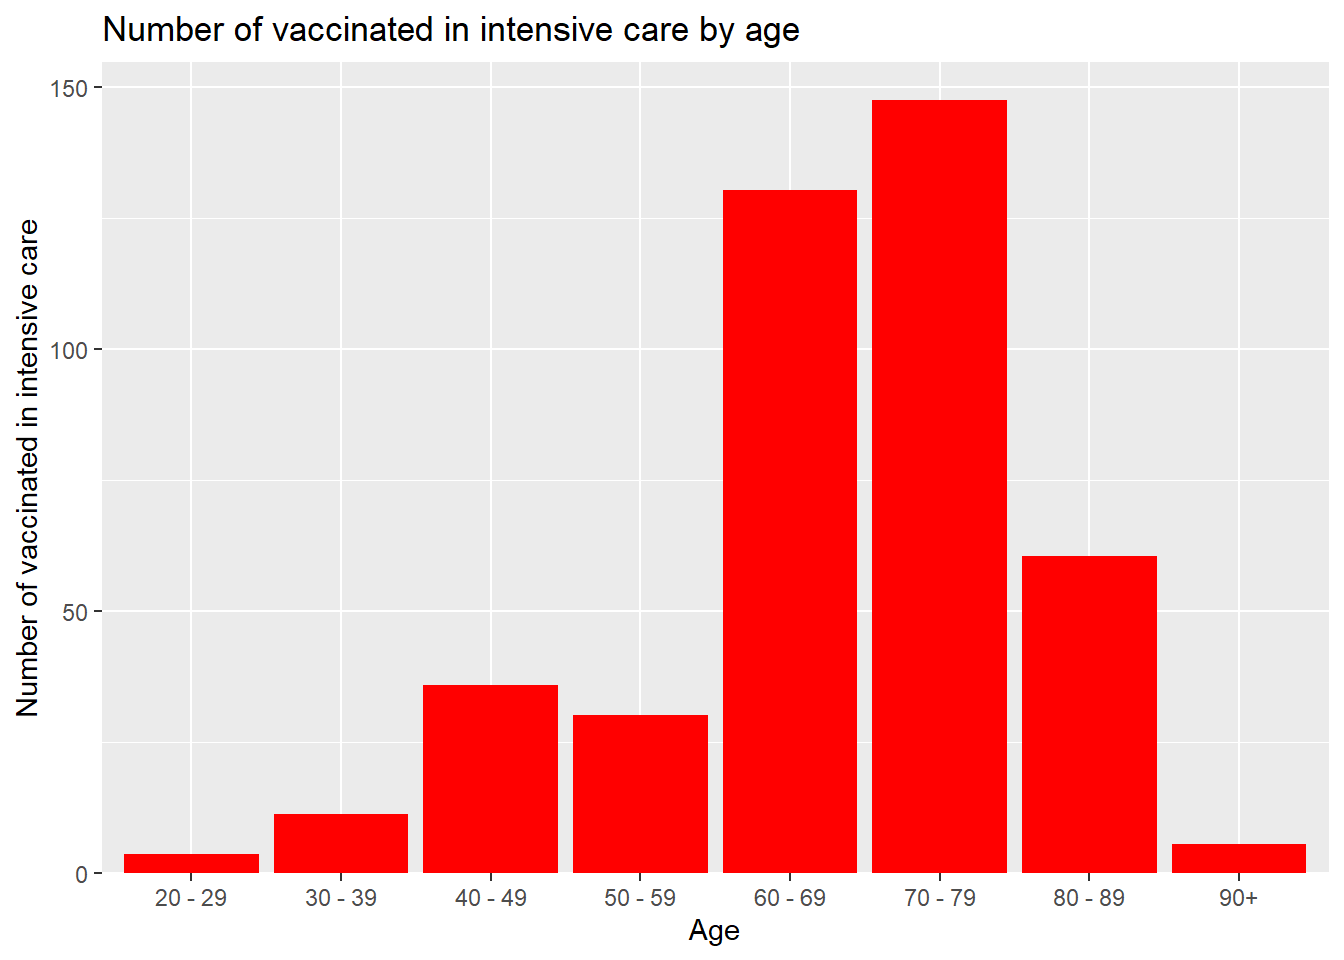 Number of vaccinated in intensive care by age
Number of vaccinated in intensive care
150
100
50
0
20 - 29
30 - 39
40 - 49
50 - 59
60 - 69
70 - 79
80 - 89
90+
Age